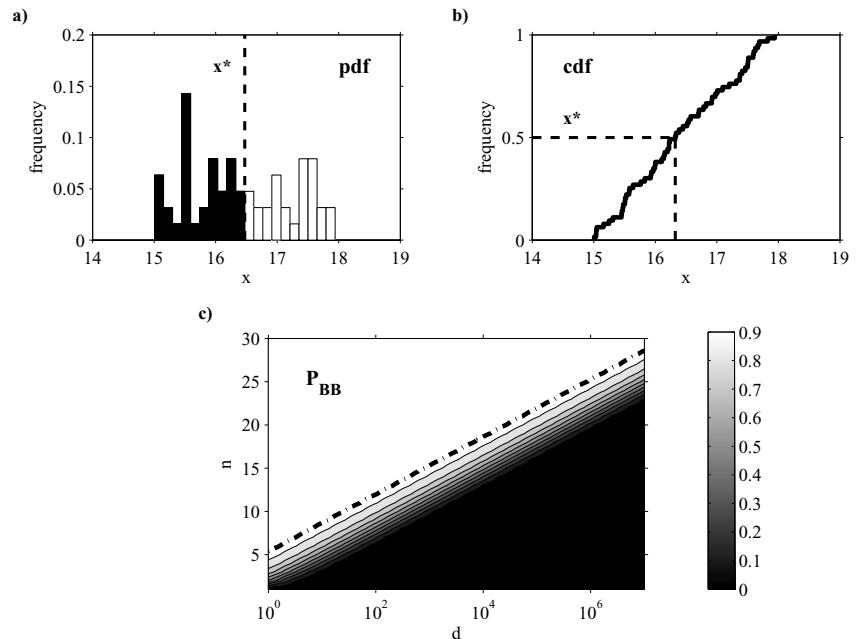 a)
0.2
0.15
0.1
0.05
0
frequency
x*
pdf
14 15 16 17 18 19
x
b)
1
0.5
0
frequency
cdf
x*
14 15 16 17 18 19
x
c)
30
25
20
15
10
5
n
P_BB
10^0 10^2 10^4 10^6
d
0.9
0.8
0.7
0.6
0.5
0.4
0.3
0.2
0.1
0